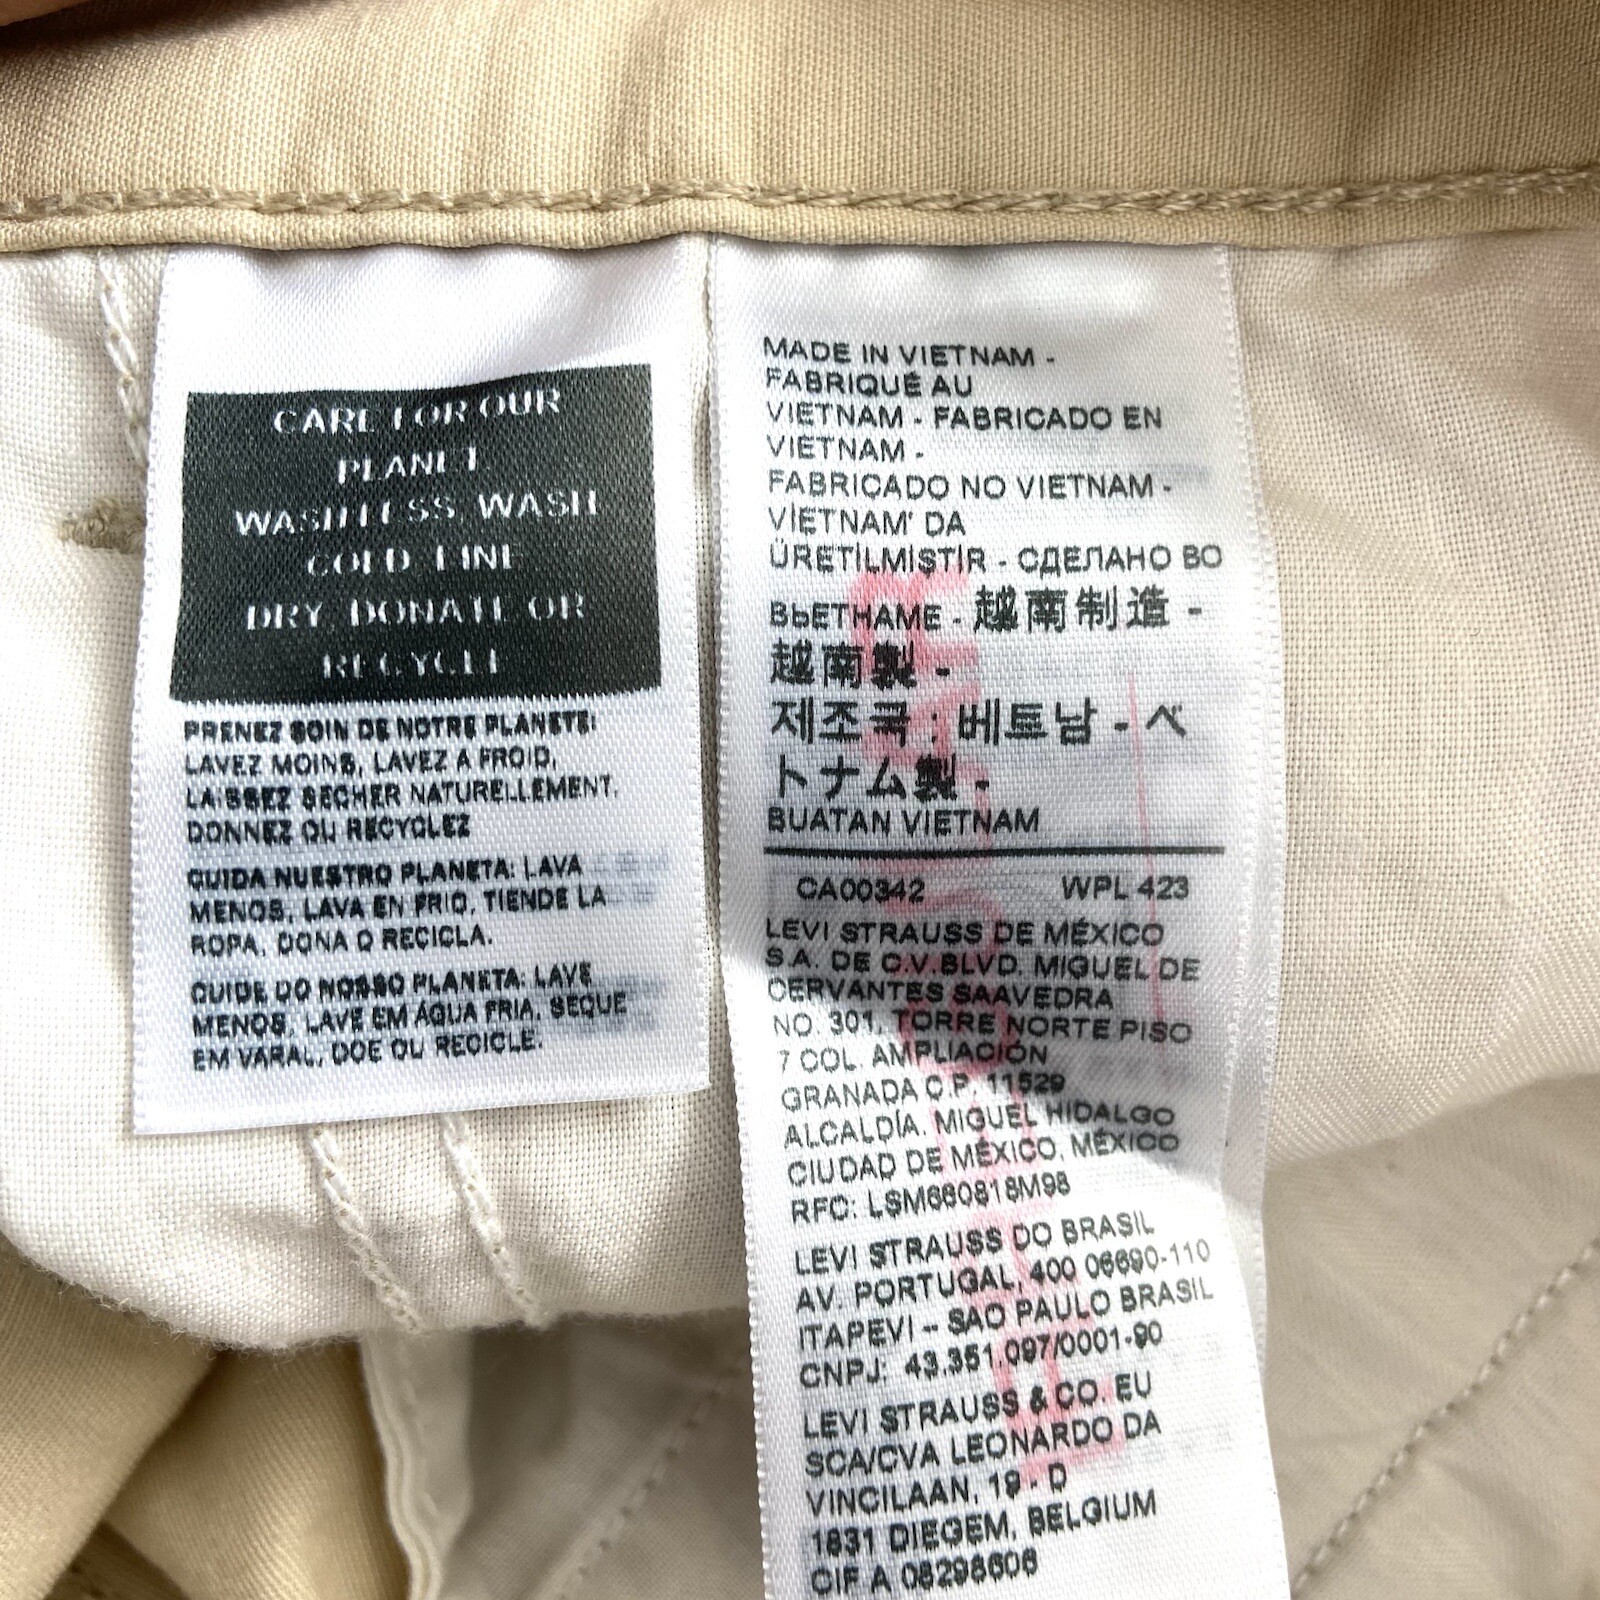 CARE FOR OUR
PLANET
WASH LESS, WASH
COLD, LINE
DRY, DONATE OR
RECYCLE
PRENEZ SOIN DE NOTRE PLANETE:
LAVEZ MOINS, LAVEZ A FROID,
LAISSEZ SECHER NATURELLEMENT.
DONNEZ OU RECYCLEZ
CUIDA NUESTRO PLANETA: LAVA
MENOS, LAVA EN FRIO, TIENDE LA
ROPA, DONA O RECICLA.
CUIDE DO NOSSO PLANETA: LAVE
MENOS, LAVE EM ÁGUA FRIA, SEQUE
EM VARAL, DOE OU RECICLE.
MADE IN VIETNAM -
FABRIQUÉ AU
VIETNAM - FABRICADO EN
VIETNAM -
FABRICADO NO VIETNAM -
VİETNAM' DA
ÜRETİLMİŞTİR - СДЕЛАНО ВО
ВЬЕТНАМЕ - 越南制造 -
越南製 -
제조국 : 베트남 - ベ
トナム製 -
BUATAN VIETNAM
CA00342 WPL 423
LEVI STRAUSS DE MÉXICO
S.A. DE C.V.BLVD. MIGUEL DE
CERVANTES SAAVEDRA
NO. 301, TORRE NORTE PISO
7 COL. AMPLIACIÓN
GRANADA C.P. 11529
ALCALDÍA. MIGUEL HIDALGO
CIUDAD DE MÉXICO, MÉXICO
RFC: LSM680818M98
LEVI STRAUSS DO BRASIL
AV. PORTUGAL, 400 06690-110
ITAPEVI – SAO PAULO BRASIL
CNPJ: 43.351.097/0001-90
LEVI STRAUSS & CO. EU
SCA/CVA LEONARDO DA
VINCILAAN, 19 - D
1831 DIEGEM, BELGIUM
CIF A 08298606